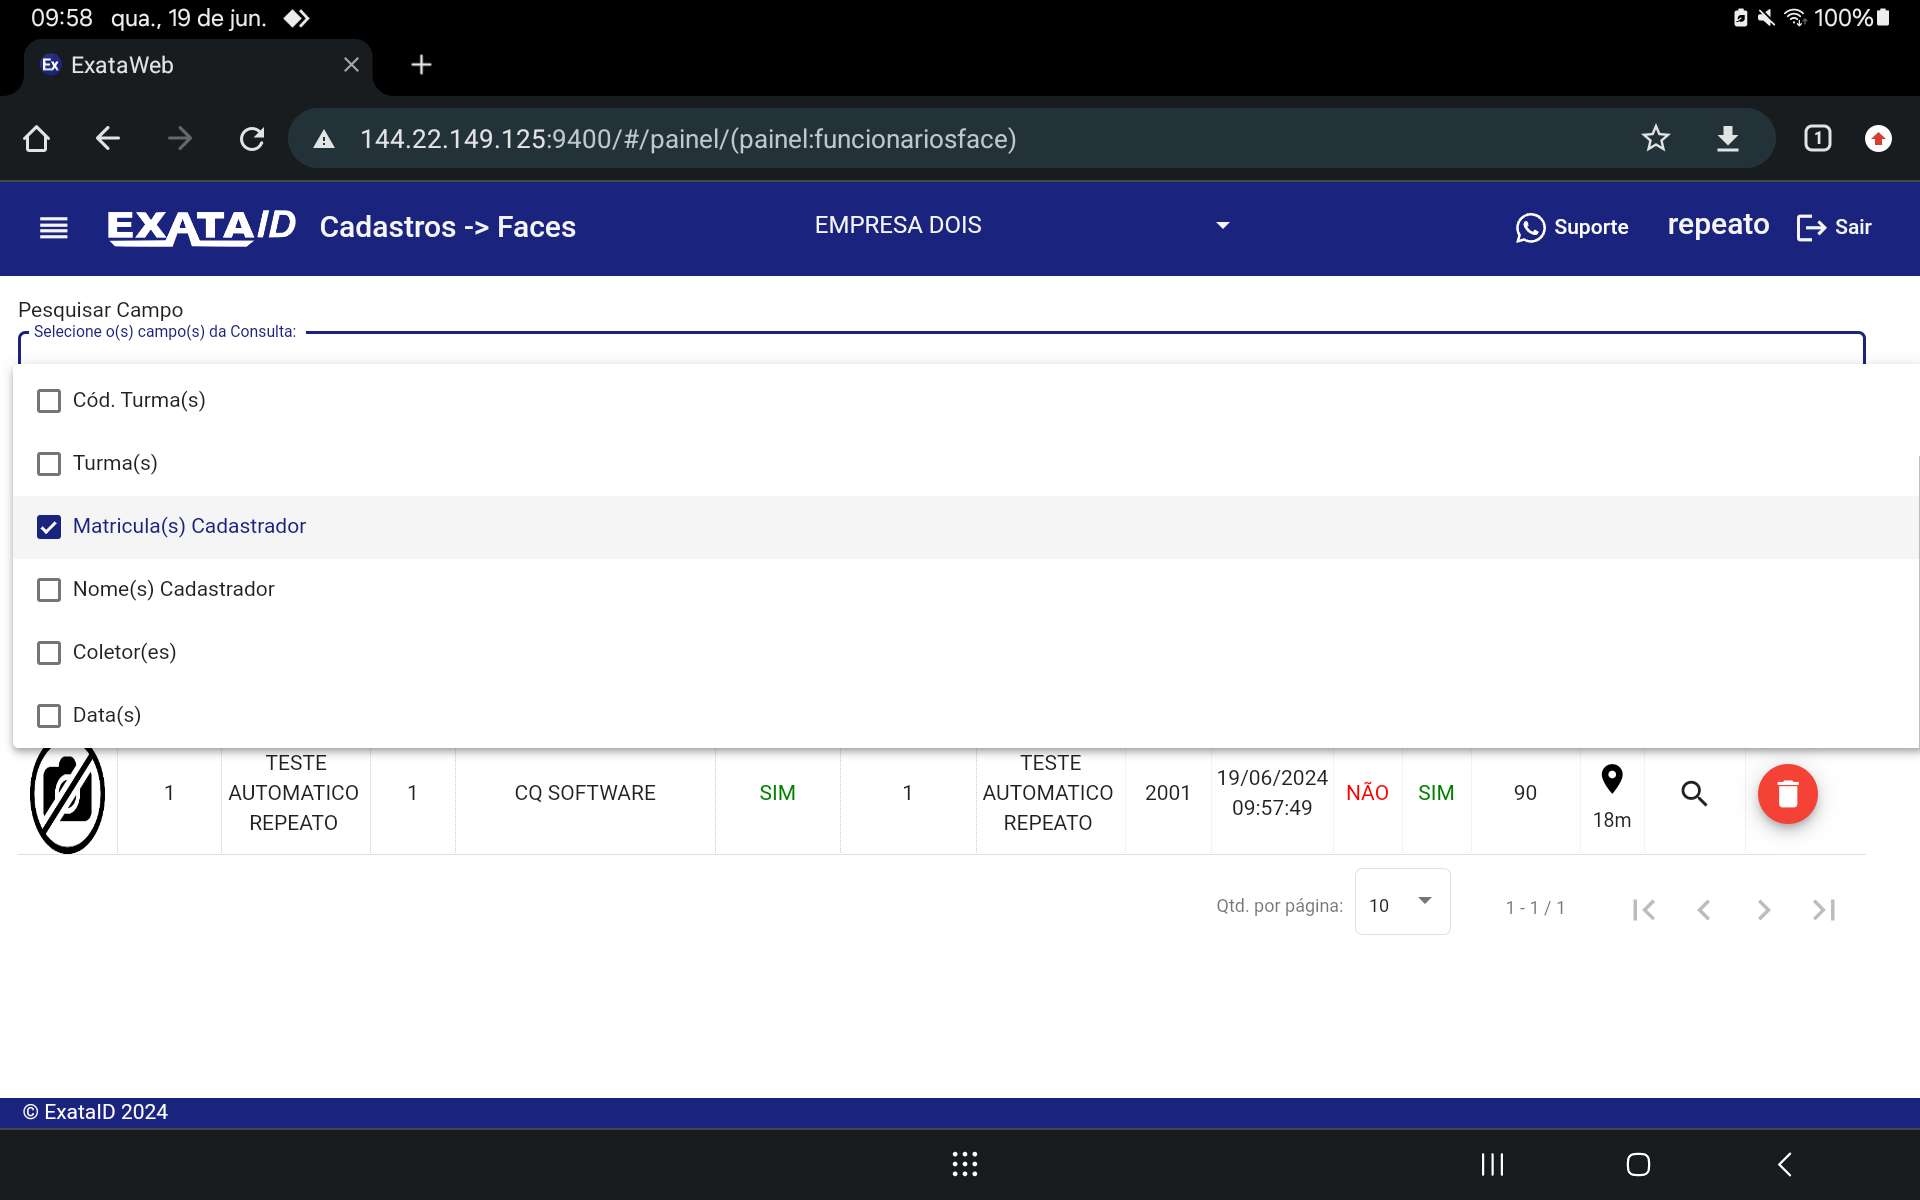 09:58 qua., 19 de jun.
100%
Ex ExataWeb
144.22.149.125:9400/#/painel/(painel:funcionariosface)
1
EXATA/D
Cadastros -> Faces
EMPRESA DOIS
Suporte
repeato
Sair
Pesquisar Campo
Selecione o(s) campo(s) da Consulta:
Cód. Turma(s)
Turma(s)
Matricula(s) Cadastrador
Nome(s) Cadastrador
Coletor(es)
Data(s)
1
TESTE
AUTOMATICO
REPEATO
1
CQ SOFTWARE
SIM
1
TESTE
AUTOMATICO
REPEATO
2001
19/06/2024
09:57:49
NÃO
SIM
90
18m
Qtd. por página:
10
1 - 1 / 1
© ExataID 2024